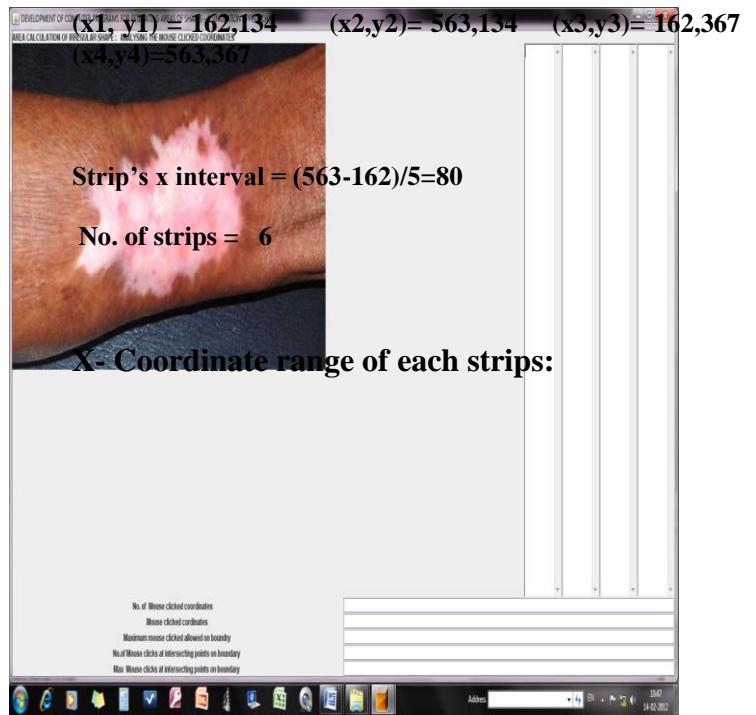 (x1, y1) = 162,134 (x2,y2)= 563,134 (x3,y3)= 162,367
AREA CALCULATION OF IRREGULAR SHAPE : ANALYSING THE MOUSE CLICKED COORDINATES
(x4,y4)=563,367
Strip’s x interval = (563-162)/5=80
No. of strips = 6
X- Coordinate range of each strips:
No. of Mouse clicked coordinates
Mouse clicked cordinates
Maximum mouse clicked allowed on boundry
No.of Mouse clicks at intersecting points on boundary
Max Mouse clicks at intersecting points on boundary
Address
10:47
14-02-2012